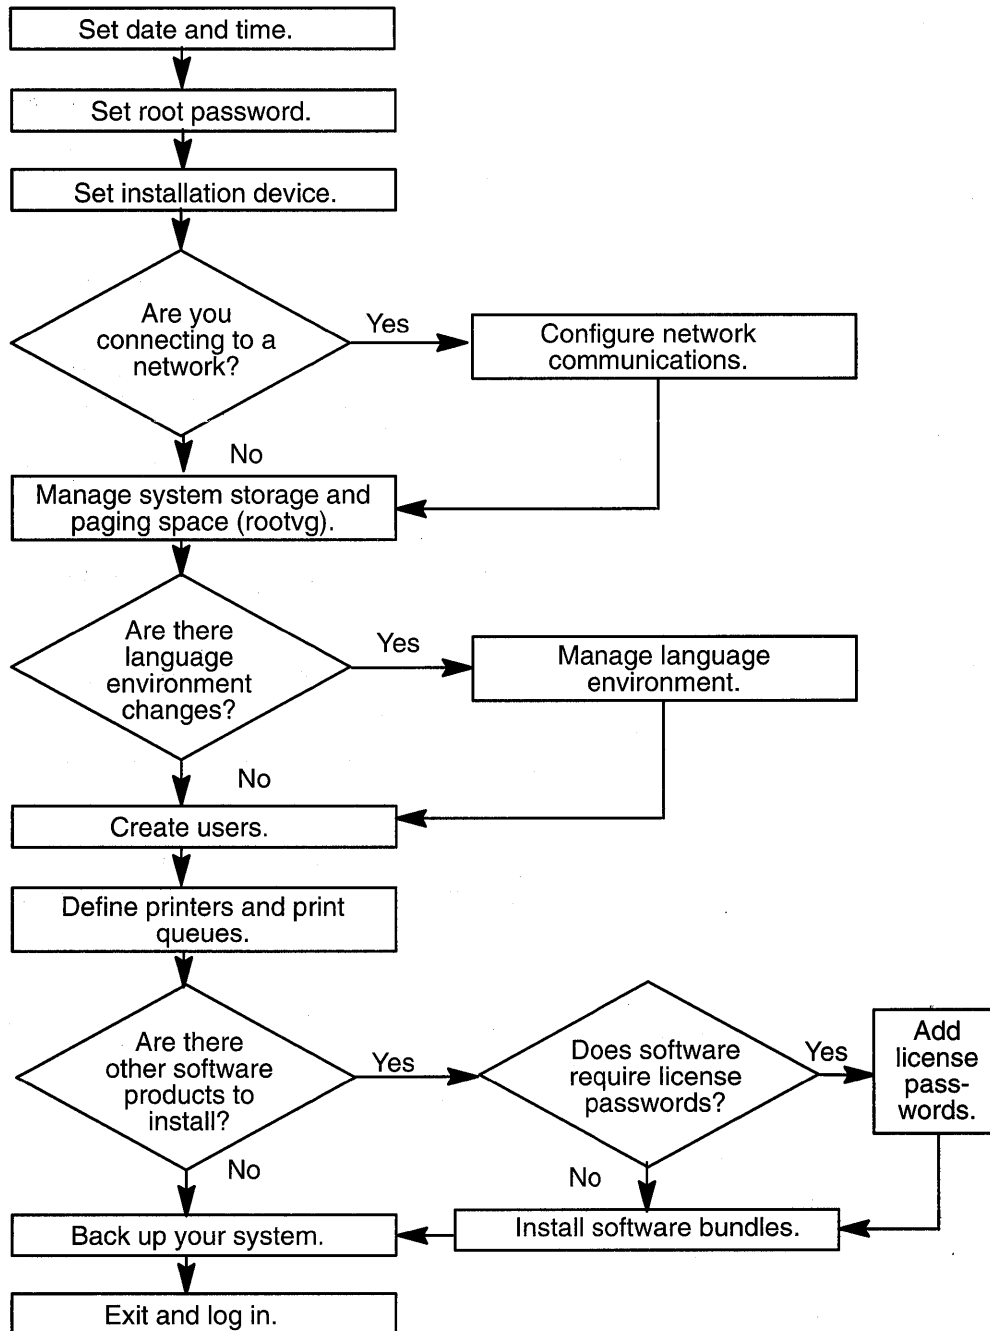 Set date and time.
Set root password.
Set installation device.
Are you
connecting to a
network?
Yes
Configure network
communications.
No
Manage system storage and
paging space (rootvg).
Are there
language
environment
changes?
Yes
Manage language
environment.
No
Create users.
Define printers and print
queues.
Are there
other software
products to
install?
Yes
Does software
require license
passwords?
Yes
Add
license
pass-
words.
No
No
Install software bundles.
Back up your system.
Exit and log in.